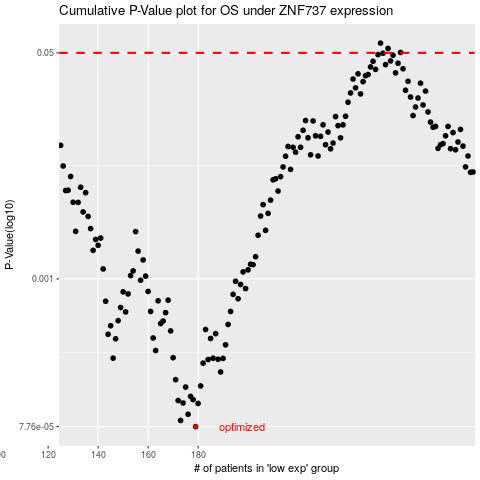 Cumulative P-Value plot for OS under ZNF737 expression
0.05
0.001
7.76e-05
P-Value(log10)
optimized
00 120 140 160 180
# of patients in 'low exp' group